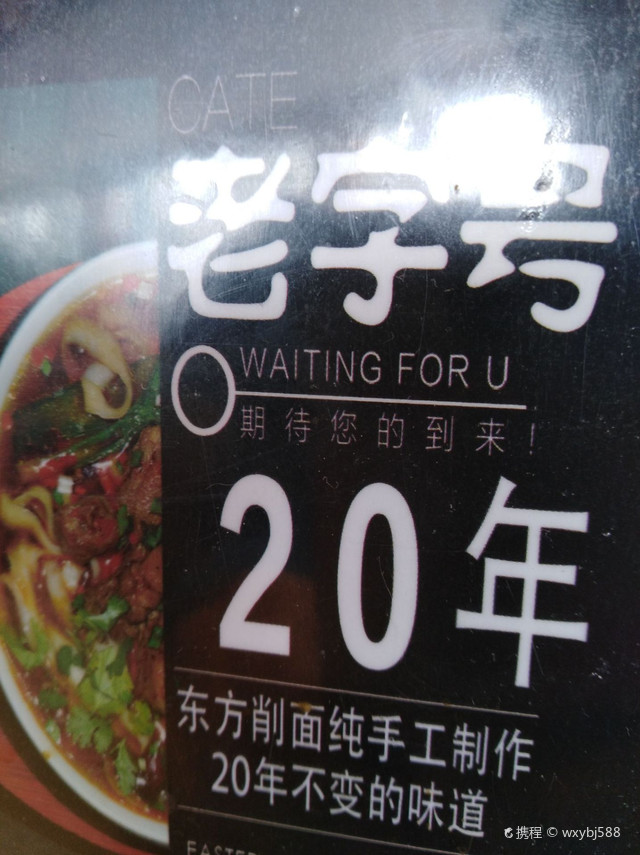 CATE
老字号
WAITING FOR U
期待您的到来!
20年
东方削面纯手工制作
20年不变的味道
携程 © wxybj588